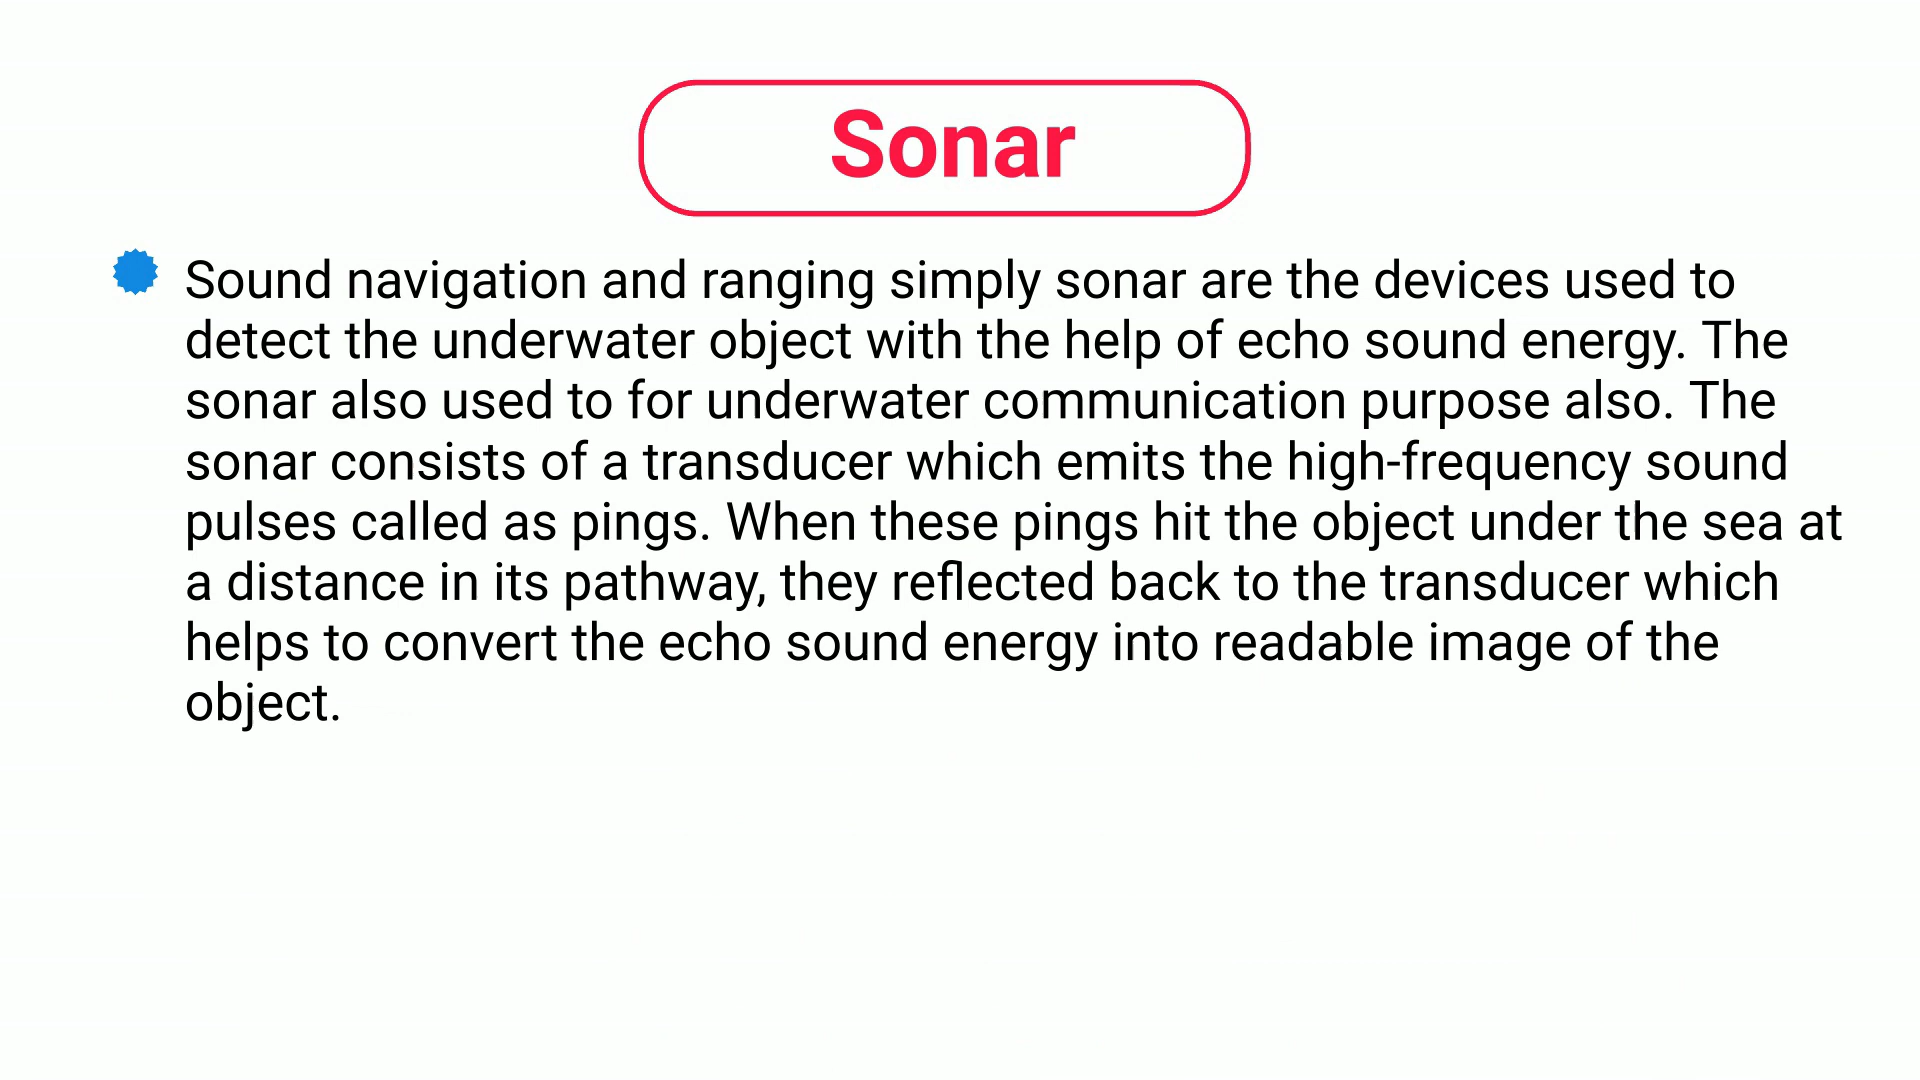 Sonar
Sound navigation and ranging simply sonar are the devices used to
detect the underwater object with the help of echo sound energy. The
sonar also used to for underwater communication purpose also. The
sonar consists of a transducer which emits the high-frequency sound
pulses called as pings. When these pings hit the object under the sea at
a distance in its pathway, they reflected back to the transducer which
helps to convert the echo sound energy into readable image of the
object.